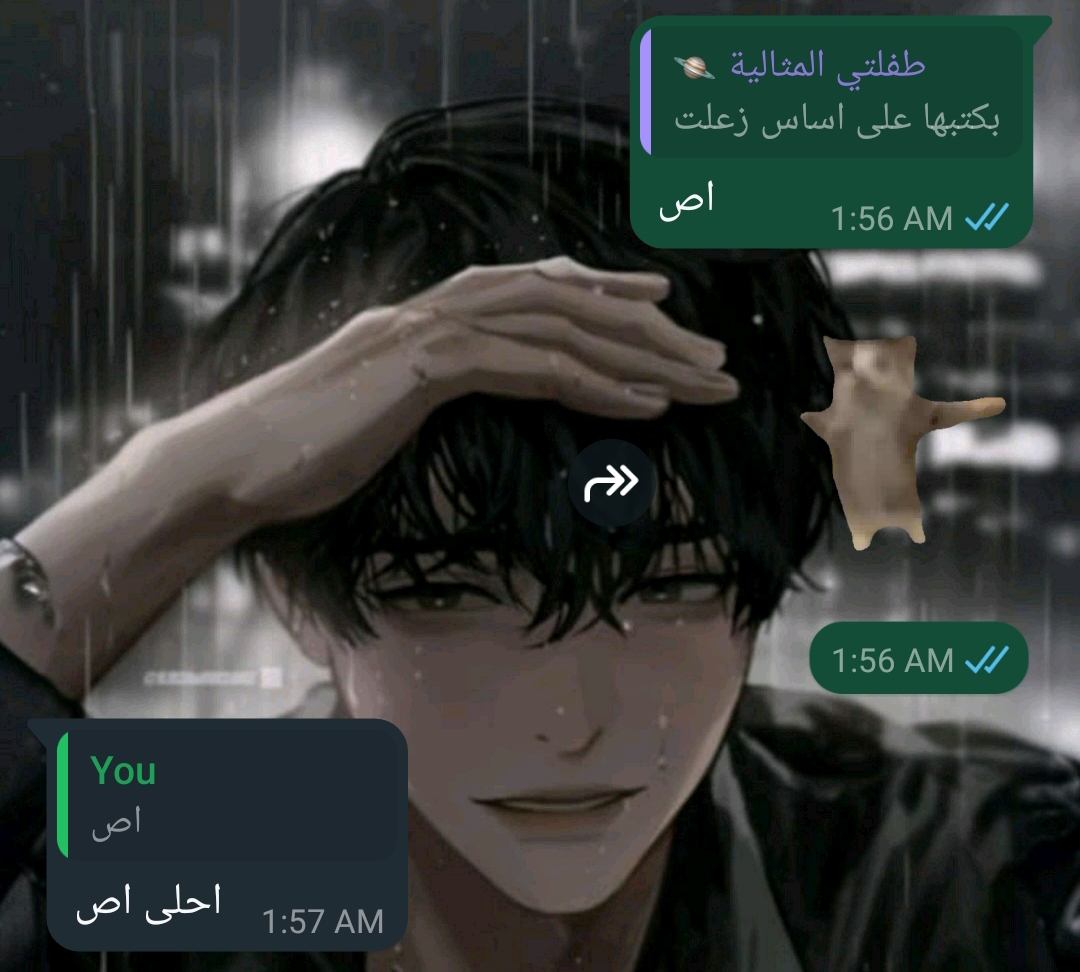 طفلتي المثالية 🪐
بكتبها على اساس زعلت
اص
1:56 AM
1:56 AM
You
اص
احلى اص
1:57 AM